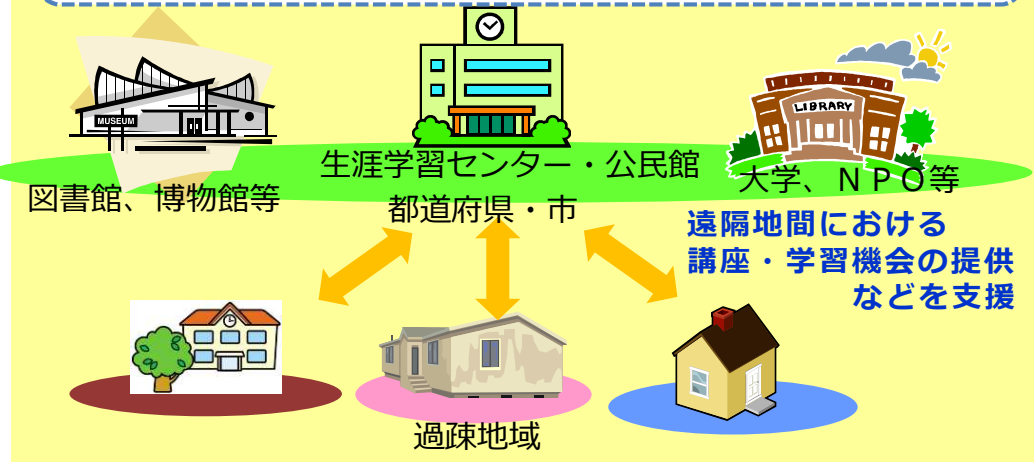 MUSEUM
LIBRARY
生涯学習センター・公民館
図書館、博物館等
大学、ＮＰＯ等
都道府県・市
遠隔地間における
講座・学習機会の提供
などを支援
過疎地域